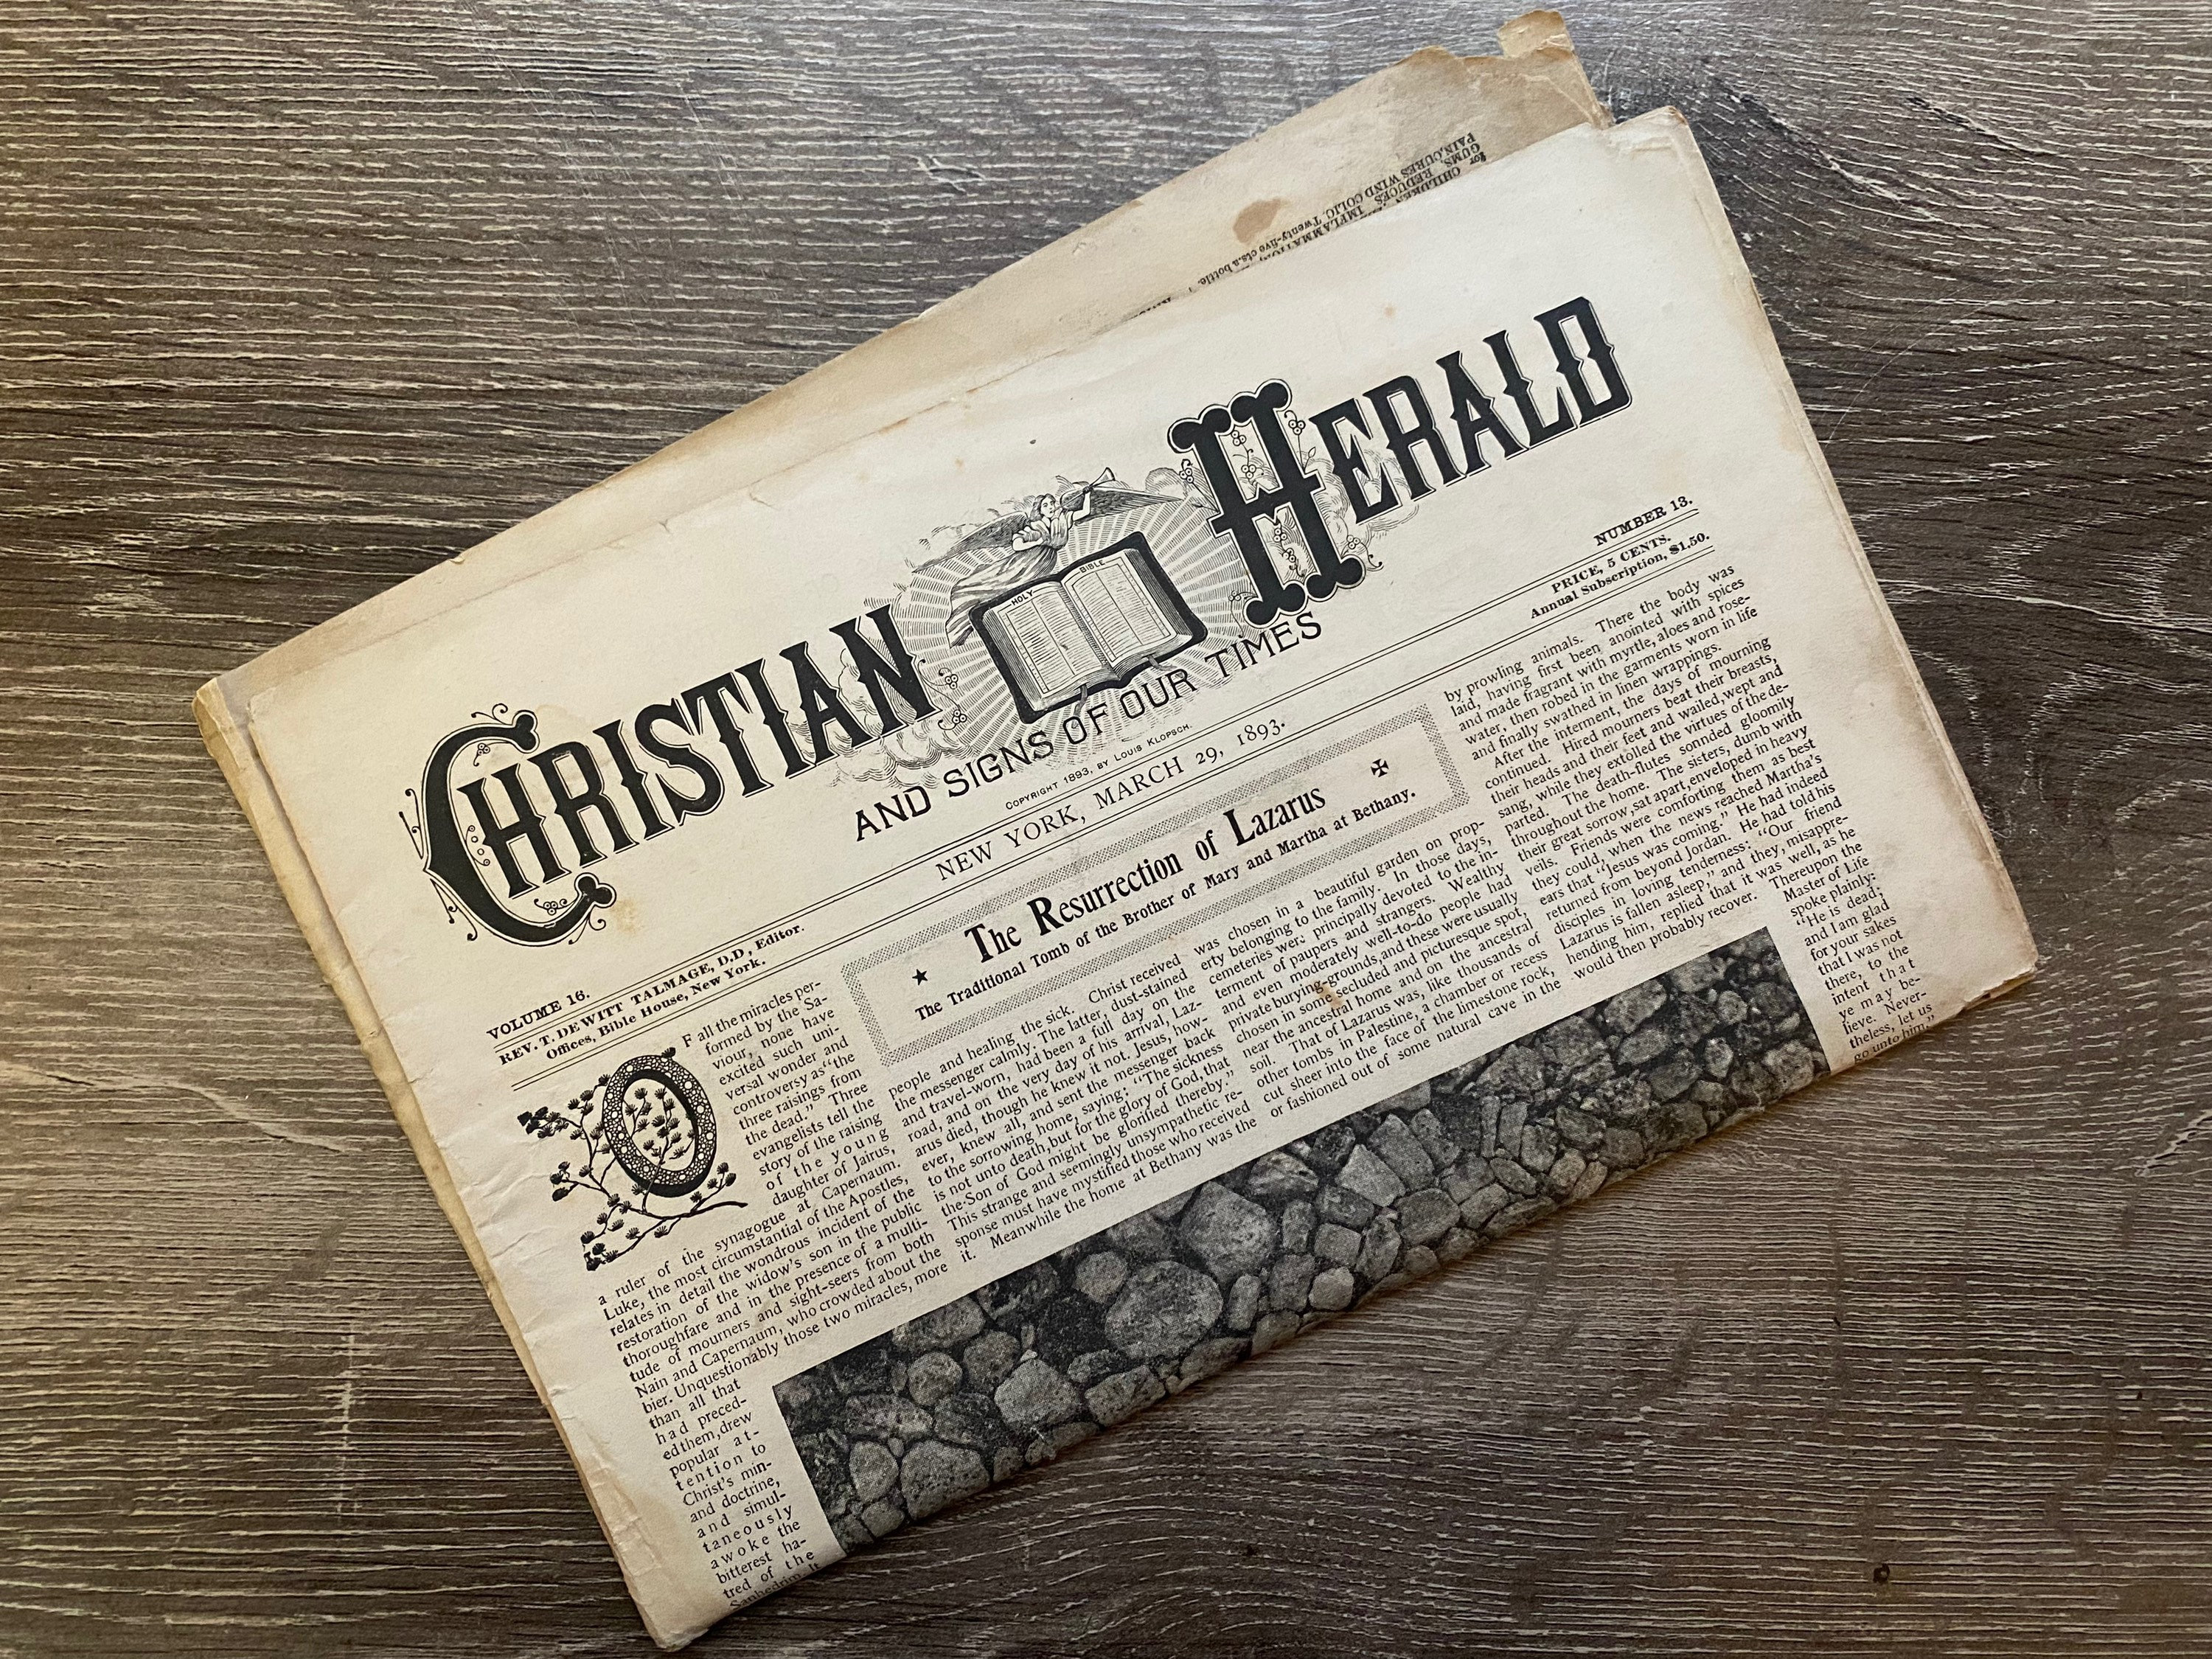 PAIN, CURES WIND COLIC. Twenty-five cts. a bottle.
GUMS, REDUCES INFLAMMATION,
for CHILDREN
CHRISTIAN HERALD
HOLY BIBLE
AND SIGNS OF OUR TIMES
COPYRIGHT 1893, BY LOUIS KLOPSCH.
VOLUME 16.
NEW YORK, MARCH 29, 1893.
NUMBER 13.
REV. T. DE WITT TALMAGE, D.D, Editor.
Offices, Bible House, New York.
PRICE, 5 CENTS.
Annual Subscription, $1.50.
The Resurrection of Lazarus
The Traditional Tomb of the Brother of Mary and Martha at Bethany.
OF all the miracles per-
formed by the Sa-
viour, none have
excited such uni-
versal wonder and
controversy as "the
three raisings from
the dead." Three
evangelists tell the
story of the raising
of the young
daughter of Jairus,
a ruler of the synagogue at Capernaum.
Luke, the most circumstantial of the Apostles,
relates in detail the wondrous incident of the
restoration of the widow's son in the public
thoroughfare and in the presence of a multi-
tude of mourners and sight-seers from both
Nain and Capernaum, who crowded about the
bier. Unquestionably those two miracles, more
than all that
had preced-
ed them, drew
popular at-
tention to
Christ's min-
and doctrine,
and simul-
taneously
awoke the
bitterest ha-
tred of the
Sanhedrim. It
people and healing the sick. Christ received
the messenger calmly. The latter, dust-stained
and travel-worn, had been a full day on the
road, and on the very day of his arrival, Laz-
arus died, though he knew it not. Jesus, how-
ever, knew all, and sent the messenger back
to the sorrowing home, saying: "The sickness
is not unto death, but for the glory of God, that
the Son of God might be glorified thereby."
This strange and seemingly unsympathetic re-
sponse must have mystified those who received
it. Meanwhile the home at Bethany was the
was chosen in a beautiful garden on prop-
erty belonging to the family. In those days,
cemeteries were principally devoted to the in-
terment of paupers and strangers. Wealthy
and even moderately well-to-do people had
private burying-grounds, and these were usually
chosen in some secluded and picturesque spot,
near the ancestral home and on the ancestral
soil. That of Lazarus was, like thousands of
other tombs in Palestine, a chamber or recess
cut sheer into the face of the limestone rock,
or fashioned out of some natural cave in the
by prowling animals. There the body was
laid, having first been anointed with spices
and made fragrant with myrtle, aloes and rose-
water, then robed in the garments worn in life
and finally swathed in linen wrappings.
After the interment, the days of mourning
continued. Hired mourners beat their breasts,
their heads and their feet and wailed, wept and
sang, while they extolled the virtues of the de-
parted. The death-flutes sonnded gloomily
throughout the home. The sisters, dumb with
their great sorrow, sat apart, enveloped in heavy
veils. Friends were comforting them as best
they could, when the news reached Martha's
ears that "Jesus was coming." He had indeed
returned from beyond Jordan. He had told his
disciples in loving tenderness: "Our friend
Lazarus is fallen asleep," and they, misappre-
hending him, replied that it was well, as he
would then probably recover. Thereupon the
Master of Life
spoke plainly:
"He is dead;
and I am glad
for your sakes
that I was not
there, to the
intent that
ye may be-
lieve. Never-
theless, let us
go unto him."